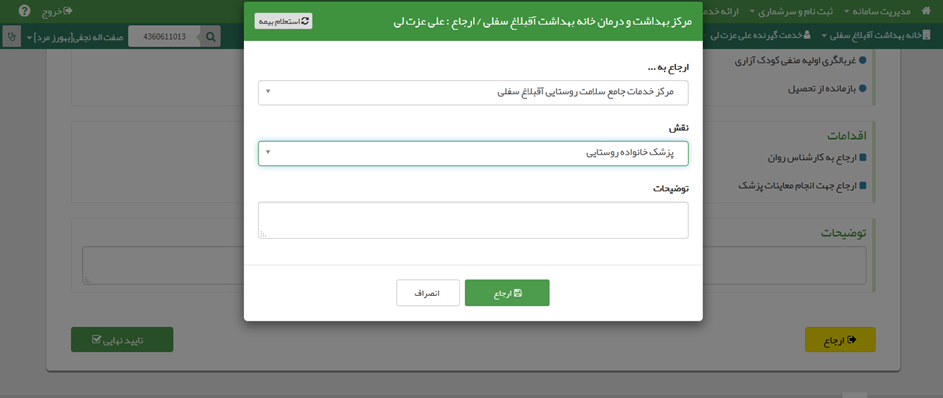 مدیریت سامانه
ثبت نام و سرشماری
ارائه خدمت
خروج
خانه بهداشت آقبلاغ سفلی
خدمت گیرنده علی عزت لی
4360611013
صفت اله نجفی[بهورز مرد]
مرکز بهداشت و درمان خانه بهداشت آقبلاغ سفلی / ارجاع : علی عزت لی
استعلام بیمه
ارجاع به ...
مرکز خدمات جامع سلامت روستایی آقبلاغ سفلی
نقش
پزشک خانواده روستایی
توضیحات
ارجاع
انصراف
غربالگری اولیه منفی کودک آزاری
بازمانده از تحصیل
اقدامات
ارجاع به کارشناس روان
ارجاع جهت انجام معاینات پزشک
توضیحات
ارجاع
تایید نهایی